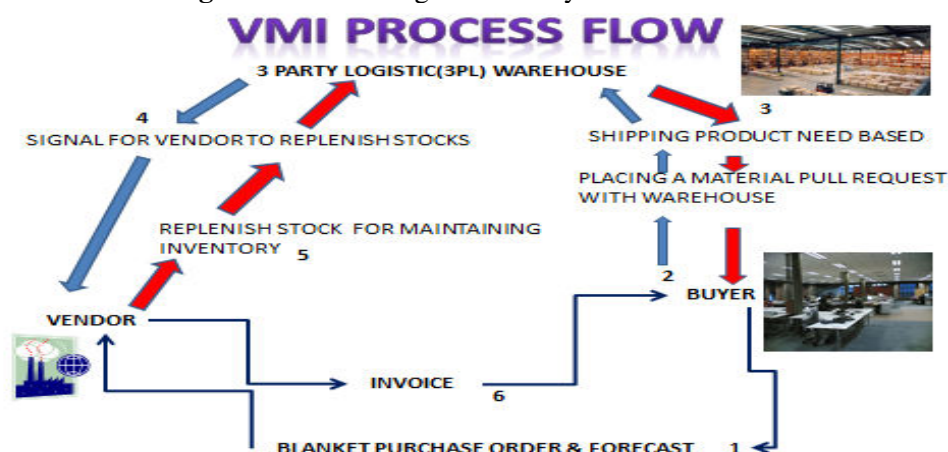 VMI PROCESS FLOW
3 PARTY LOGISTIC(3PL) WAREHOUSE
4
3
SIGNAL FOR VENDOR TO REPLENISH STOCKS
SHIPPING PRODUCT NEED BASED
PLACING A MATERIAL PULL REQUEST
WITH WAREHOUSE
REPLENISH STOCK FOR MAINTAINING
INVENTORY 5
2
BUYER
VENDOR
INVOICE
6
BLANKET PURCHASE ORDER & FORECAST 1